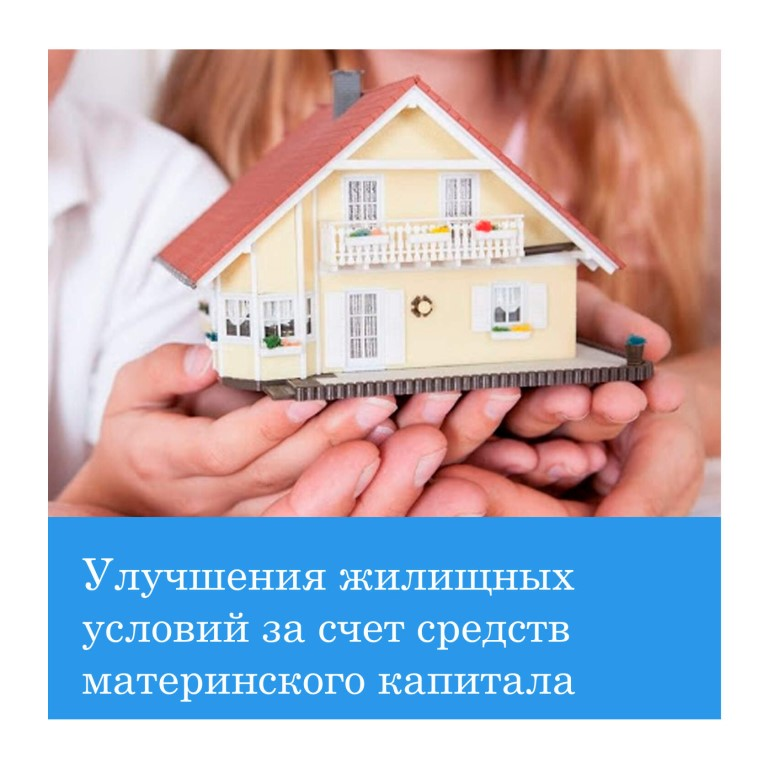 Улучшения жилищных
условий за счет средств
материнского капитала